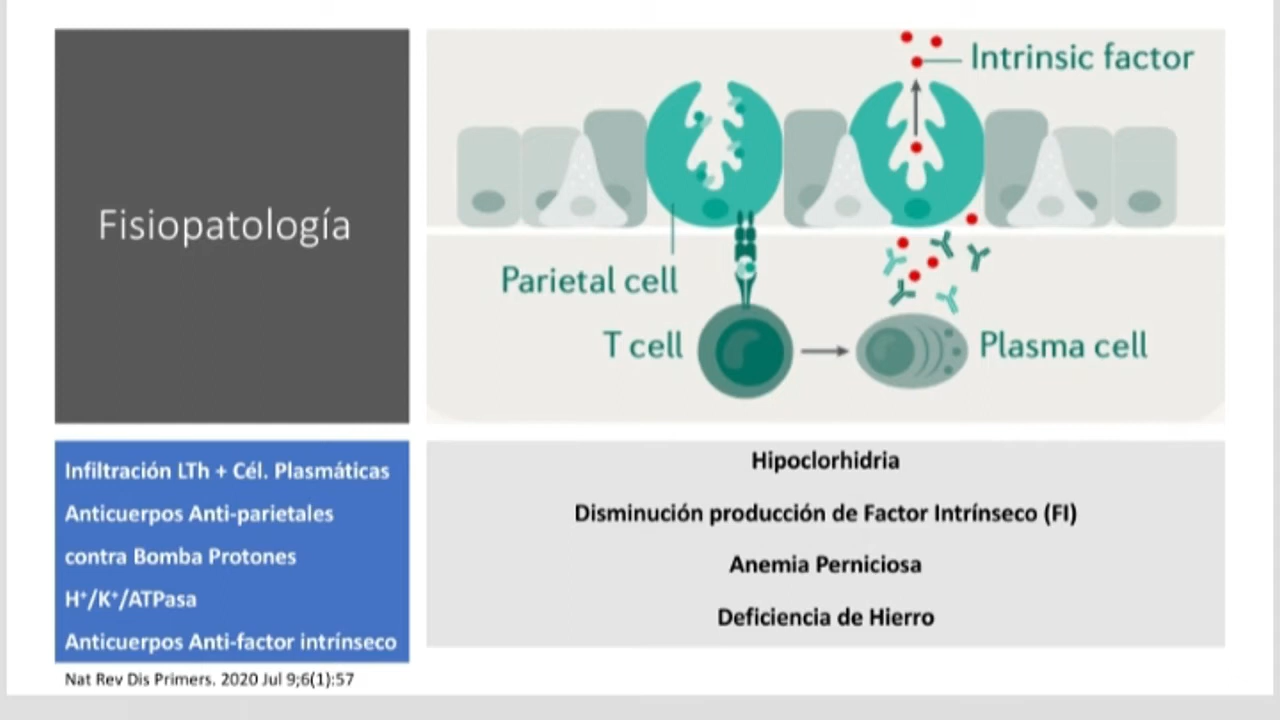 Fisiopatología
Intrinsic factor
Parietal cell
T cell
Plasma cell
Infiltración LTh + Cél. Plasmáticas
Anticuerpos Anti-parietales
contra Bomba Protones
H⁺/K⁺/ATPasa
Anticuerpos Anti-factor intrínseco
Hipoclorhidria
Disminución producción de Factor Intrínseco (FI)
Anemia Perniciosa
Deficiencia de Hierro
Nat Rev Dis Primers. 2020 Jul 9;6(1):57